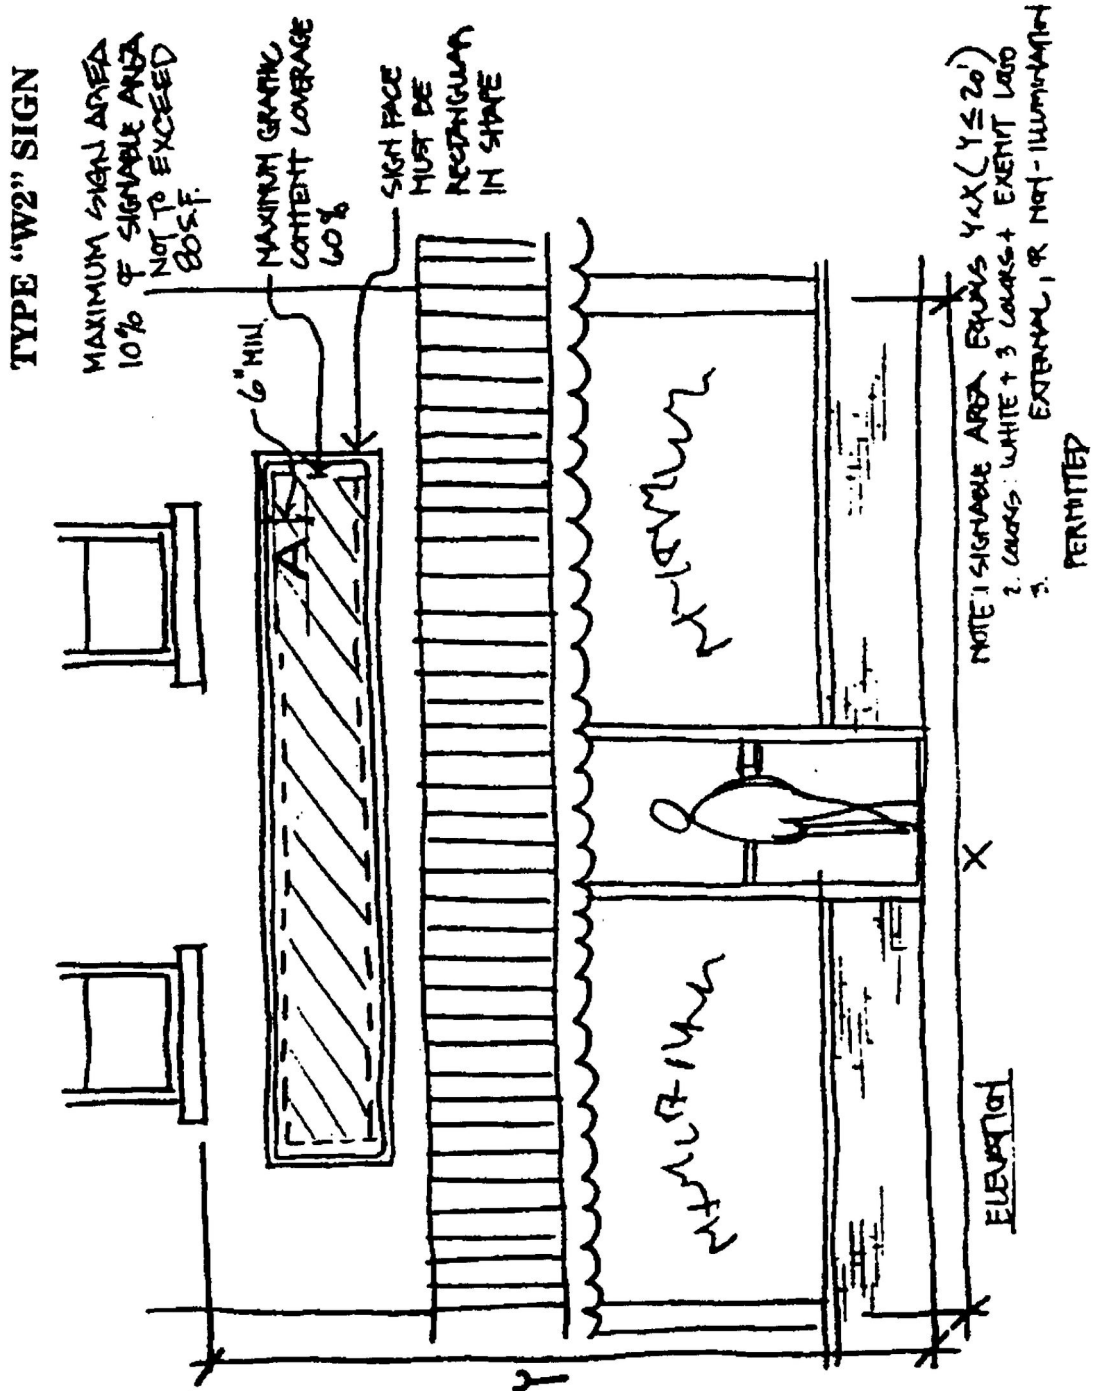 TYPE "W2" SIGN
MAXIMUM SIGN AREA
10% OF SIGNABLE AREA
NOT TO EXCEED
80 S.F.
6" MIN.
MAXIMUM GRAPHIC
CONTENT COVERAGE
60%
SIGN FACE
MUST BE
RECTANGULAR
IN SHAPE
A
Y
X
ELEVATION
NOTE: 1 SIGNABLE AREA EQUALS Y x X (Y ≤ 20')
2. COLORS: WHITE + 3 COLORS + EXEMPT LOGO
3. EXTERNAL, OR NON-ILLUMINATION
PERMITTED